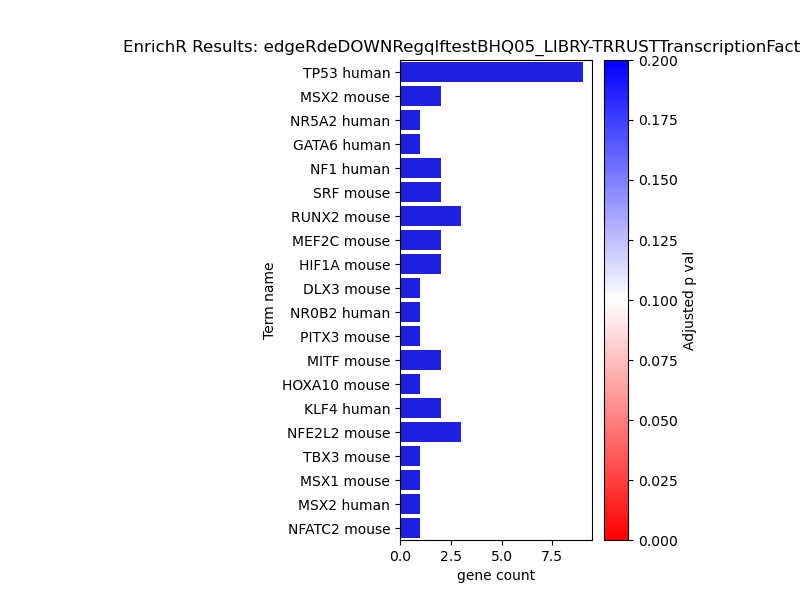 EnrichR Results: edgeRdeDOWNRegqlftestBHQ05_LIBRY-TRRUSTTranscriptionFact
TP53 human
MSX2 mouse
NR5A2 human
GATA6 human
NF1 human
SRF mouse
RUNX2 mouse
MEF2C mouse
HIF1A mouse
DLX3 mouse
NR0B2 human
PITX3 mouse
MITF mouse
HOXA10 mouse
KLF4 human
NFE2L2 mouse
TBX3 mouse
MSX1 mouse
MSX2 human
NFATC2 mouse
Term name
0.0 2.5 5.0 7.5
gene count
0.200
0.175
0.150
0.125
0.100
0.075
0.050
0.025
0.000
Adjusted p val